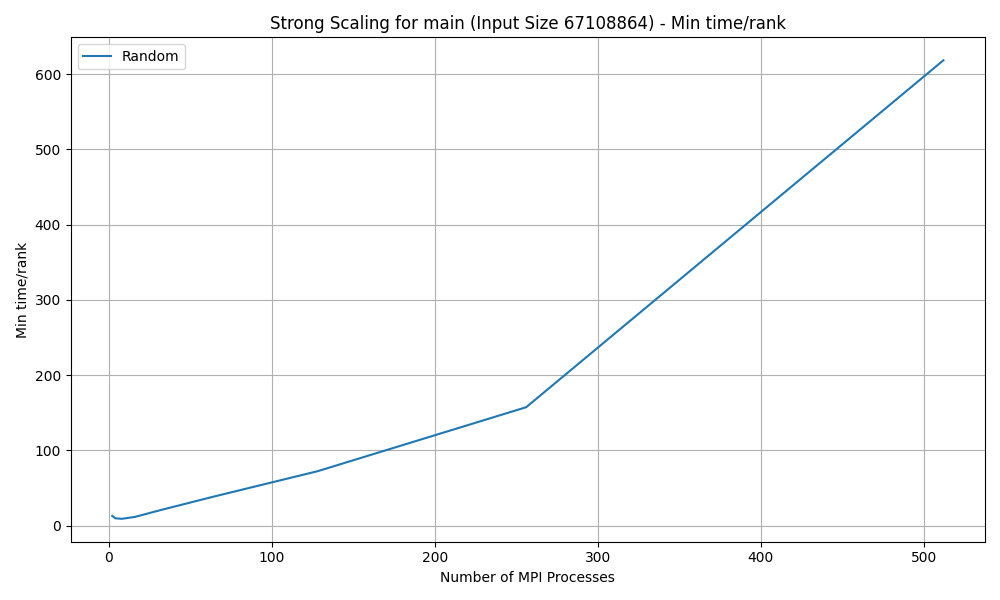 Strong Scaling for main (Input Size 67108864) - Min time/rank
Random
600
500
400
300
200
100
0
Min time/rank
0 100 200 300 400 500
Number of MPI Processes